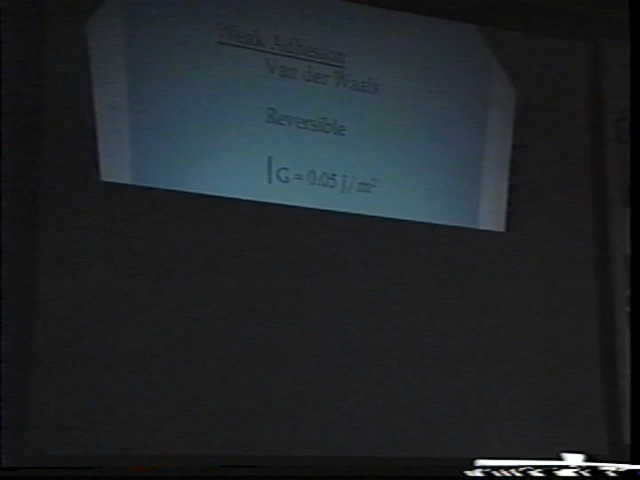 Weak Adhesion
Van der Waals
Reversible
G = 0.05 J/m²